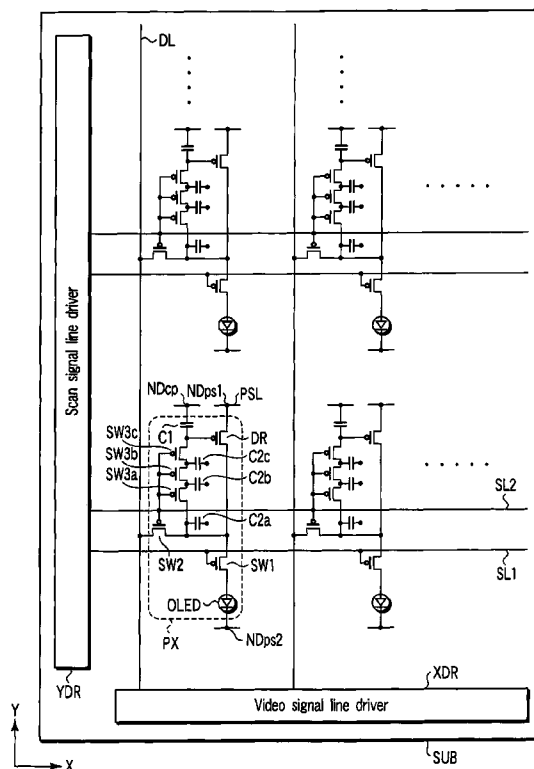 DL
Scan signal line driver
NDcp
NDps1
PSL
SW3c
C1
DR
SW3b
C2c
SW3a
C2b
SL2
C2a
SW2
SW1
SL1
OLED
PX
NDps2
YDR
XDR
Video signal line driver
Y
X
SUB